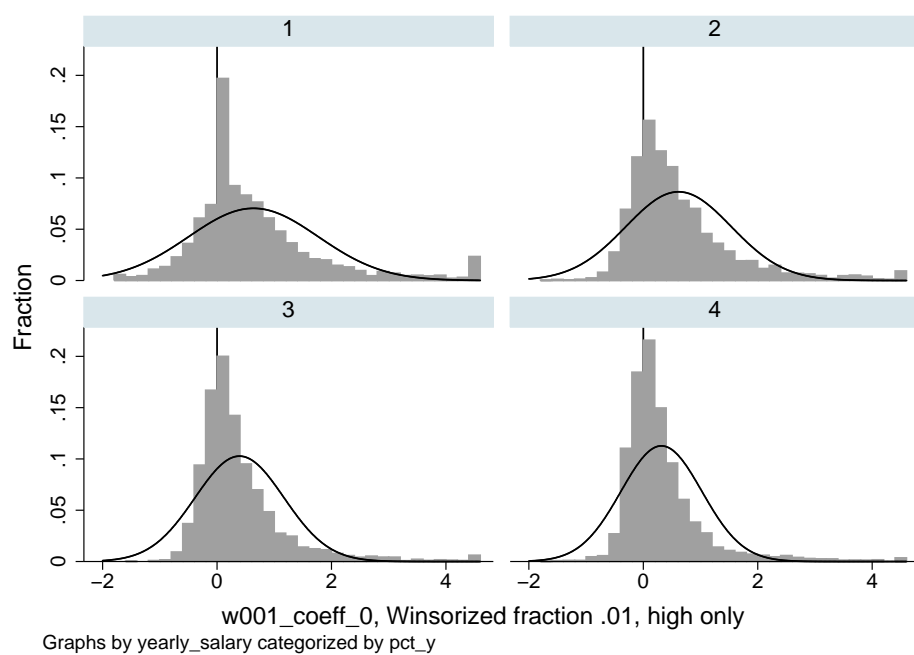 1
2
.2
.15
.1
.05
0
3
4
.2
.15
.1
.05
0
Fraction
−2 0 2 4
−2 0 2 4
w001_coeff_0, Winsorized fraction .01, high only
Graphs by yearly_salary categorized by pct_y